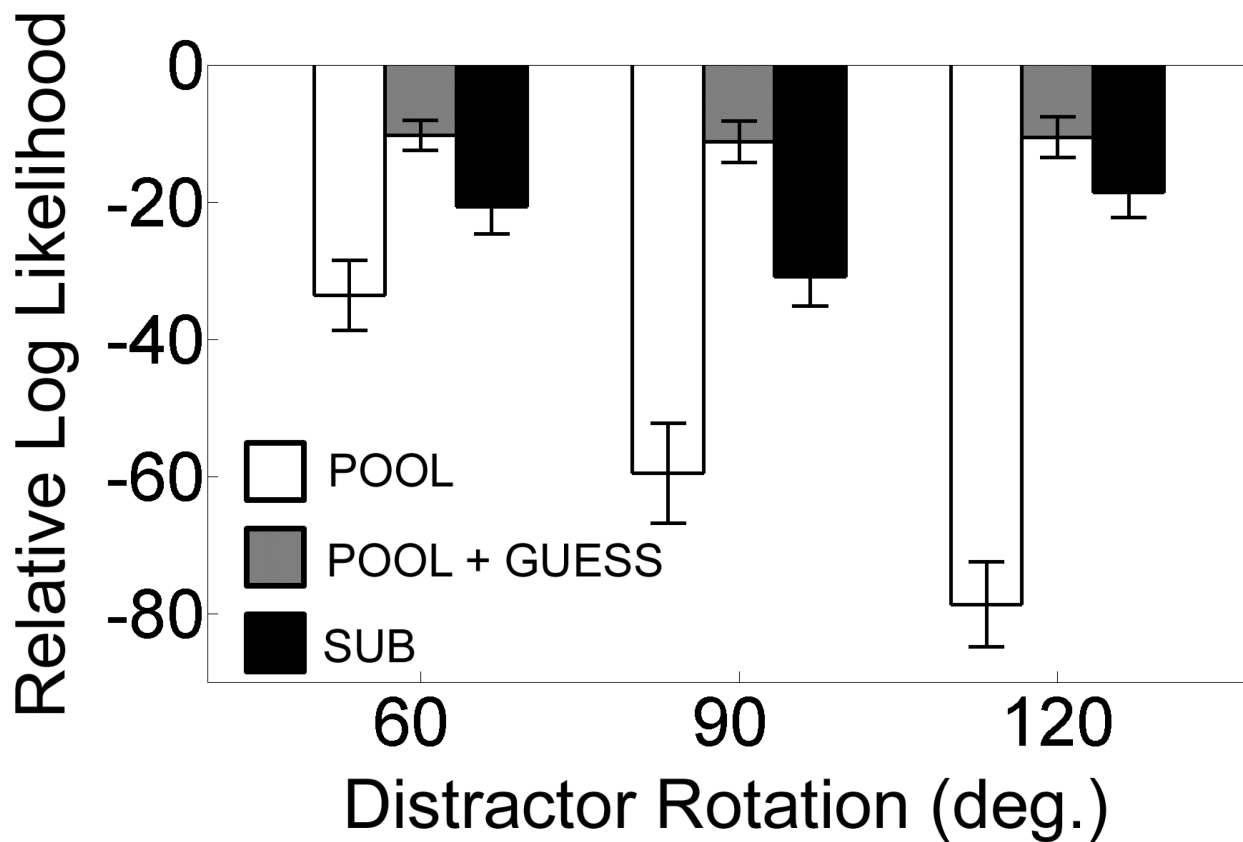 Relative Log Likelihood
0
-20
-40
-60
-80
POOL
POOL + GUESS
SUB
60 90 120
Distractor Rotation (deg.)